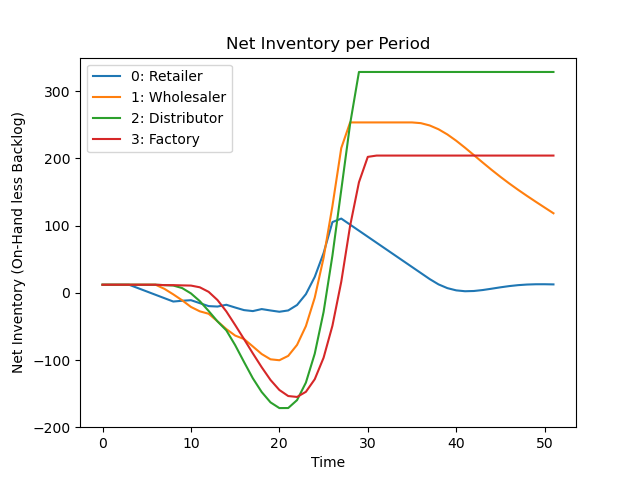 Net Inventory per Period
Net Inventory (On-Hand less Backlog)
0: Retailer
1: Wholesaler
2: Distributor
3: Factory
300
200
100
0
−100
−200
0 10 20 30 40 50
Time